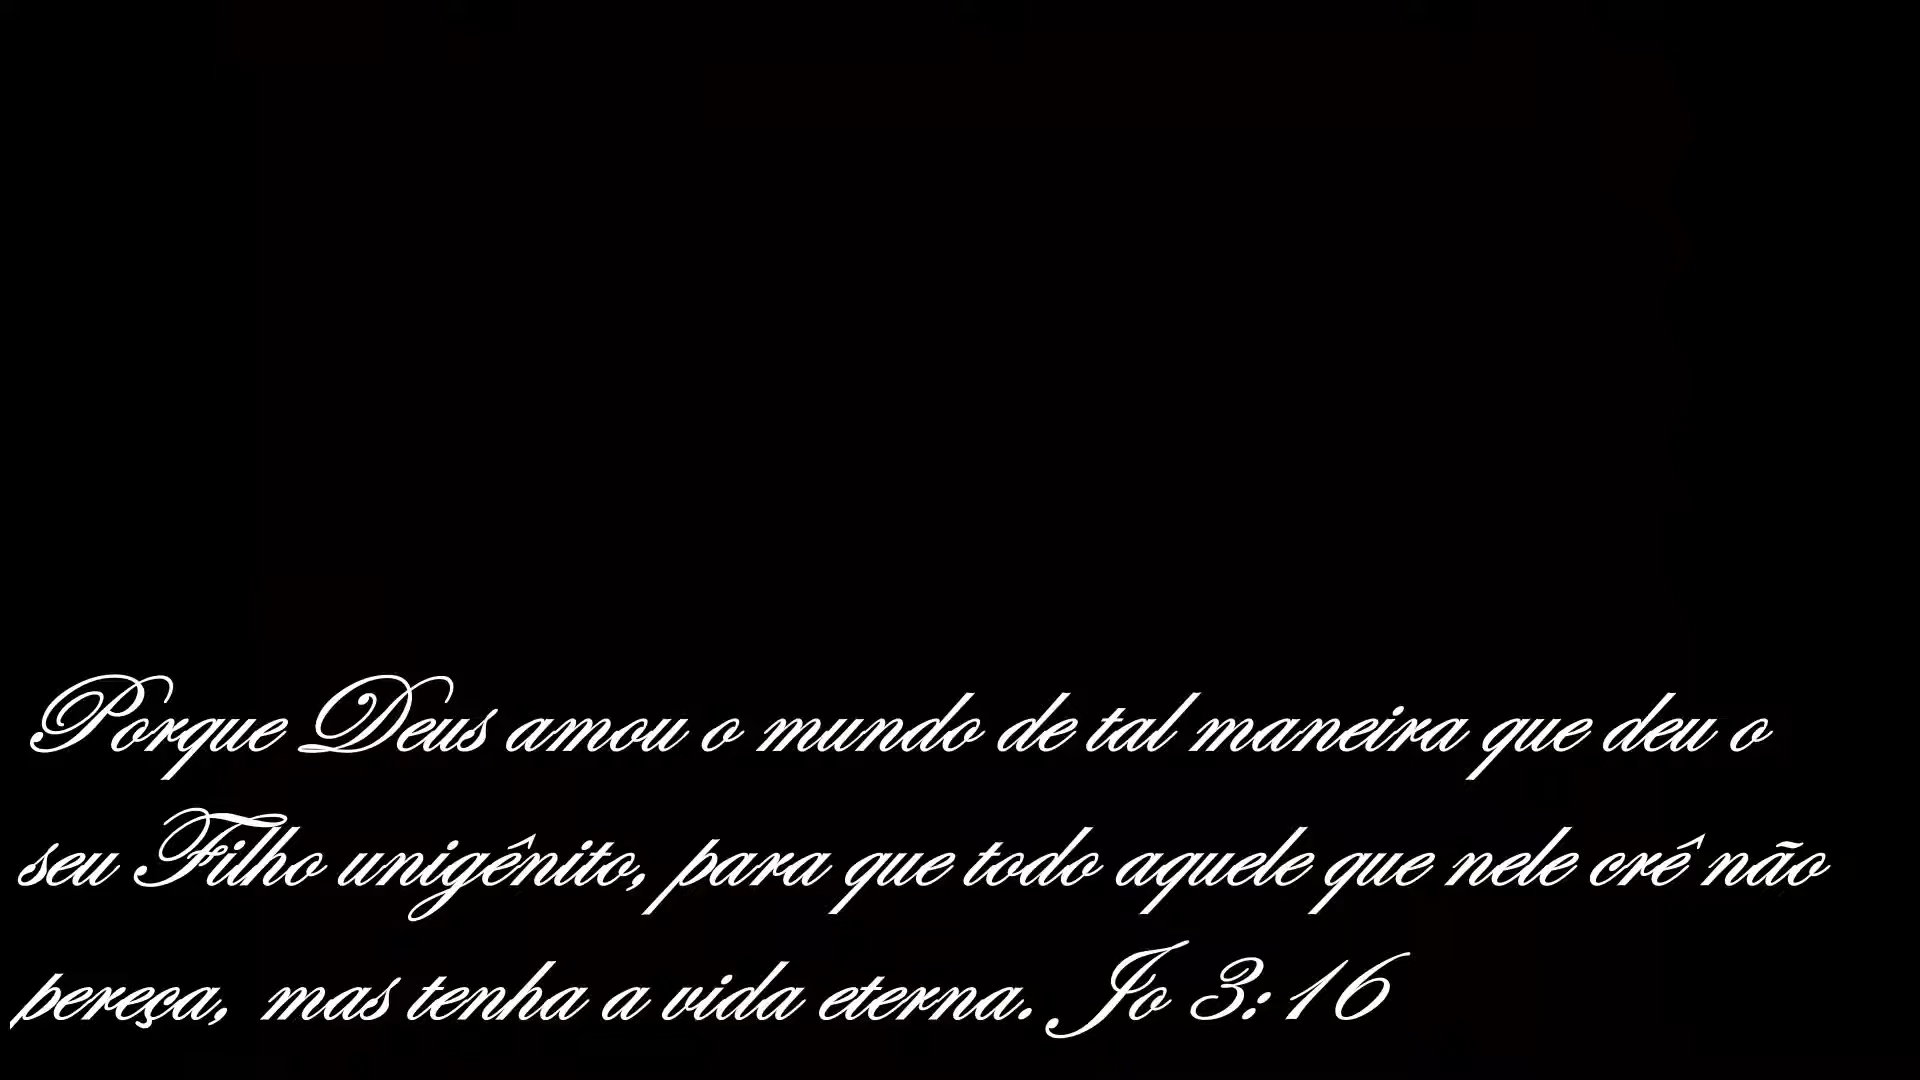 Porque Deus amou o mundo de tal maneira que deu o
seu Filho unigênito, para que todo aquele que nele crê não
pereça, mas tenha a vida eterna. Jo 3:16